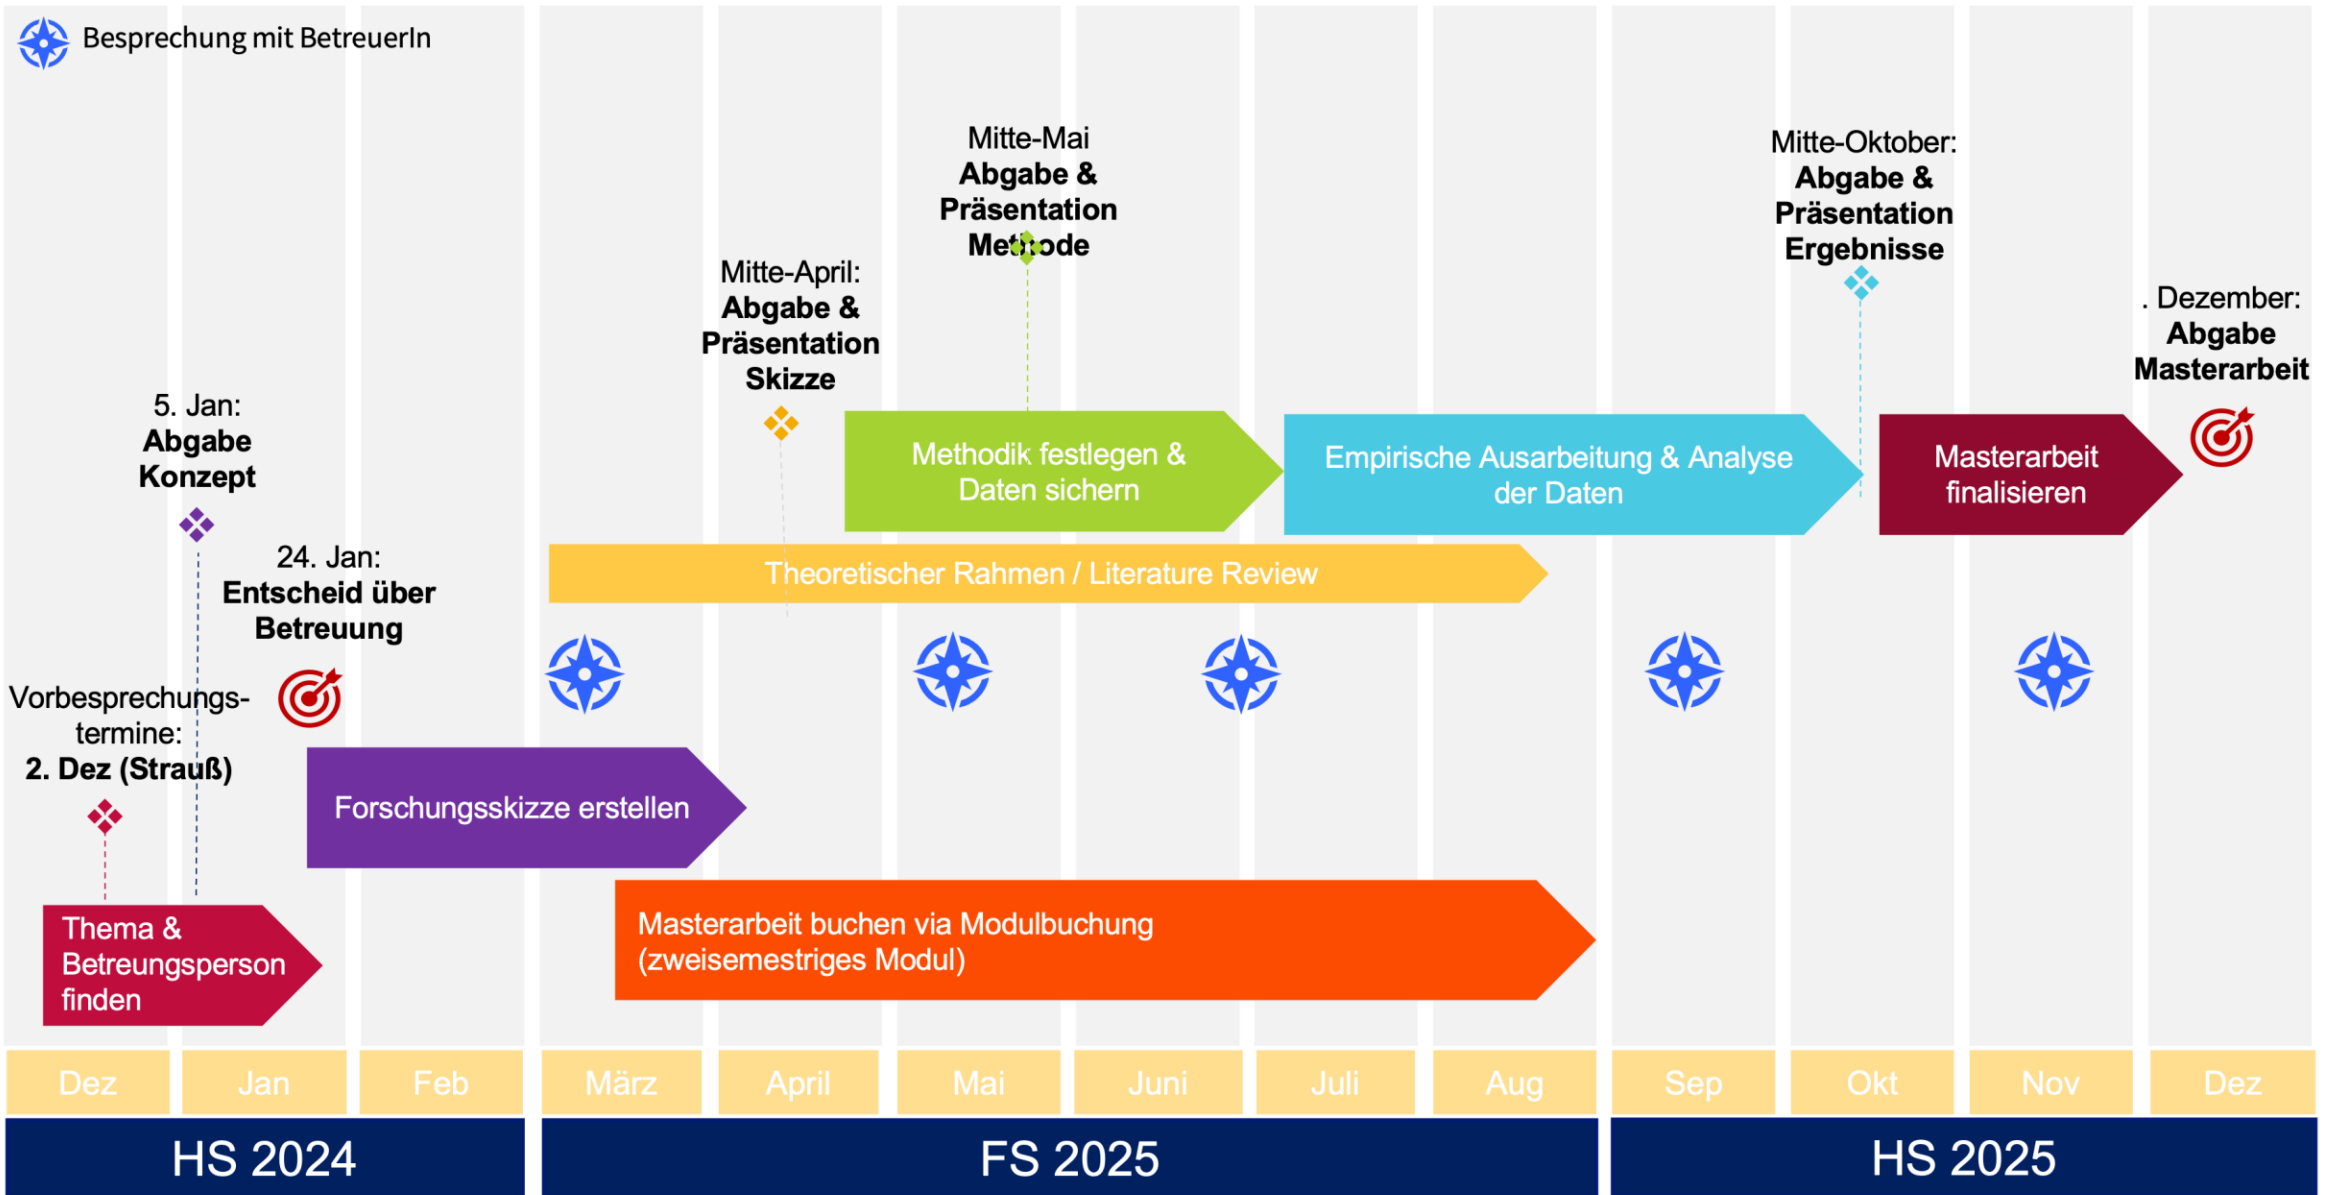 Besprechung mit BetreuerIn
Mitte-Mai
Abgabe &
Präsentation
Methode
Mitte-Oktober:
Abgabe &
Präsentation
Ergebnisse
Mitte-April:
Abgabe &
Präsentation
Skizze
. Dezember:
Abgabe
Masterarbeit
5. Jan:
Abgabe
Konzept
24. Jan:
Entscheid über
Betreuung
Vorbesprechungs-
termine:
2. Dez (Strauß)
Methodik festlegen &
Daten sichern
Empirische Ausarbeitung & Analyse
der Daten
Masterarbeit
finalisieren
Theoretischer Rahmen / Literature Review
Forschungsskizze erstellen
Masterarbeit buchen via Modulbuchung
(zweisemestriges Modul)
Thema &
Betreungsperson
finden
Dez Jan Feb März April Mai Juni Juli Aug Sep Okt Nov Dez
HS 2024 FS 2025 HS 2025